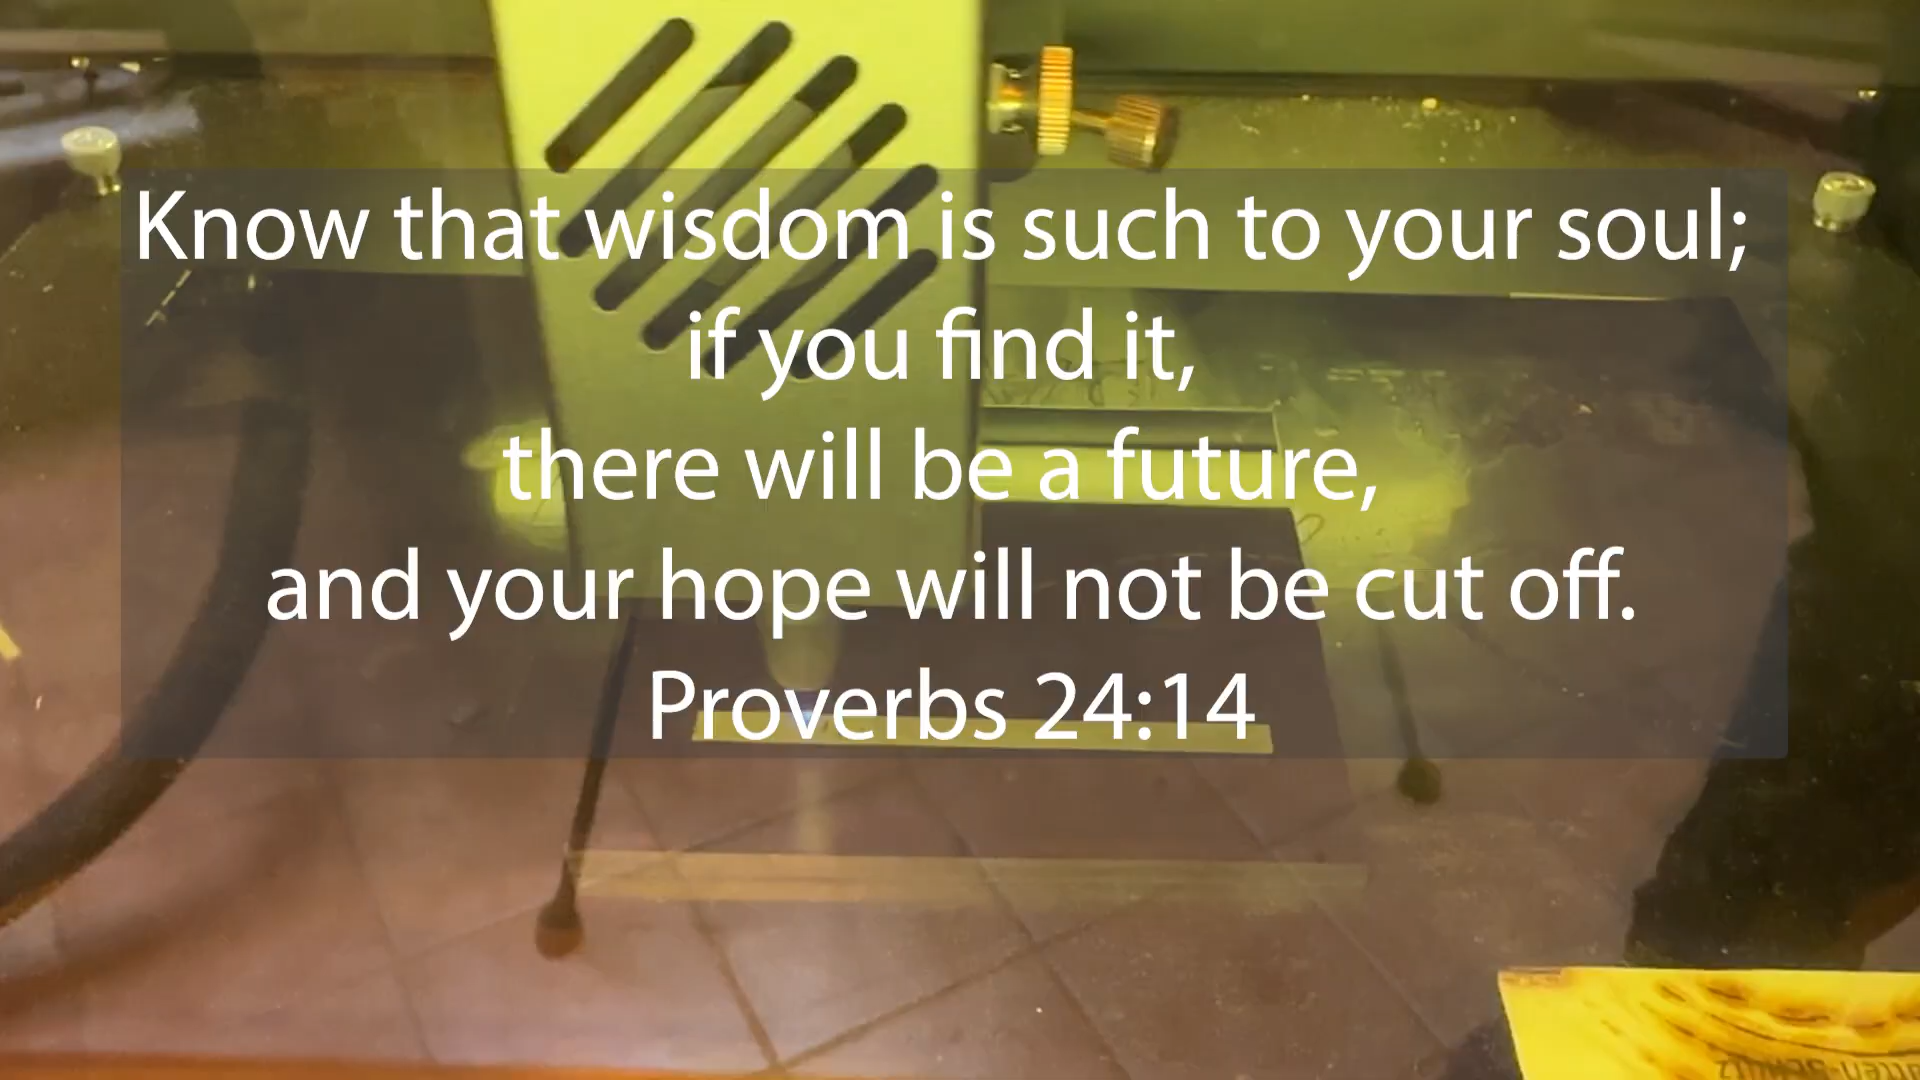 Know that wisdom is such to your soul;
if you find it,
there will be a future,
and your hope will not be cut off.
Proverbs 24:14